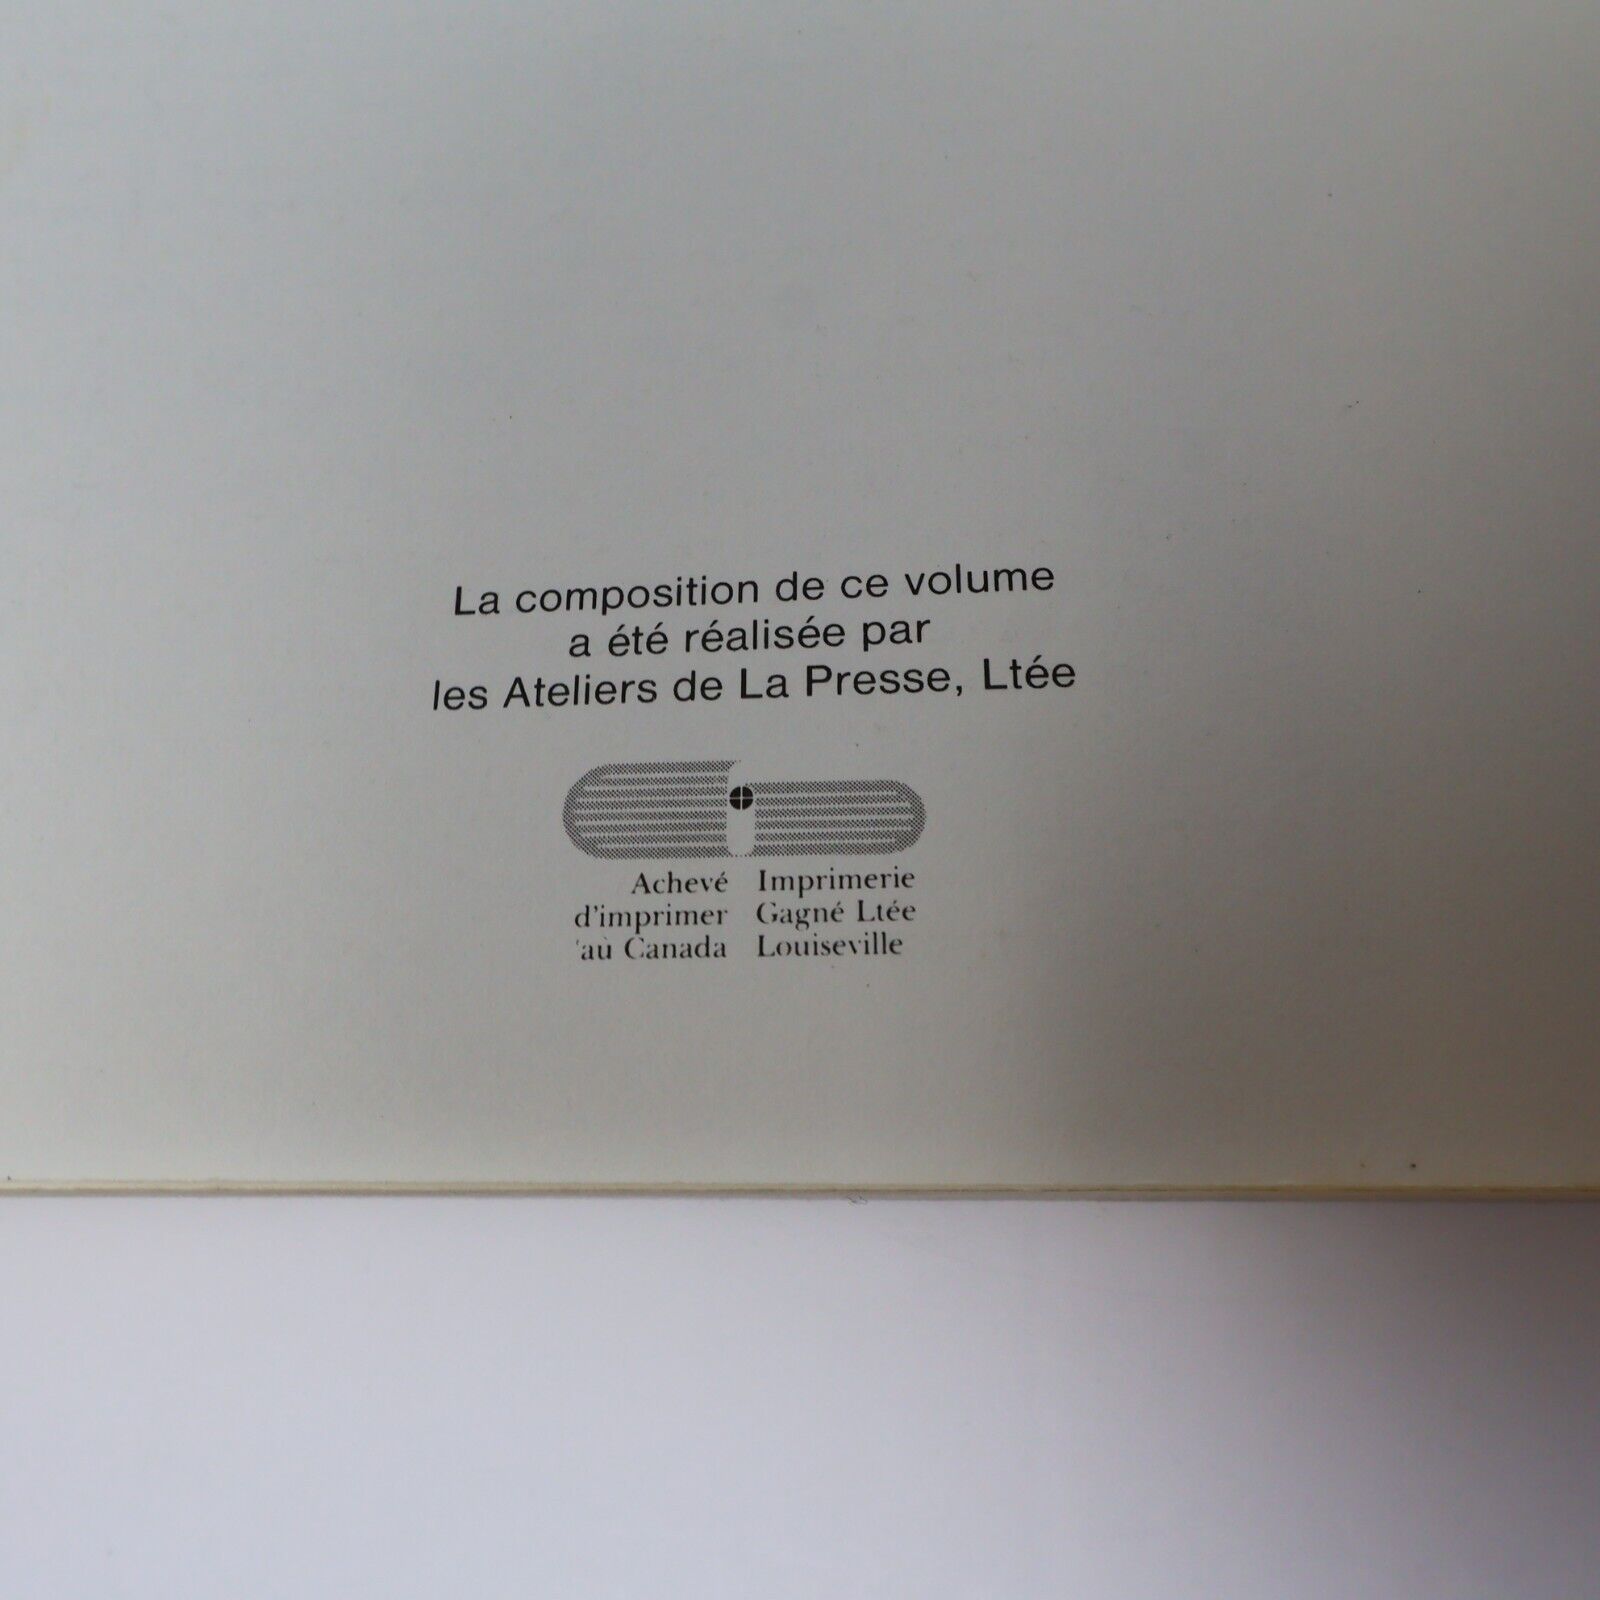 La composition de ce volume
a été réalisée par
les Ateliers de La Presse, Ltée
Achevé
d'imprimer
au Canada
Imprimerie
Gagné Ltée
Louiseville